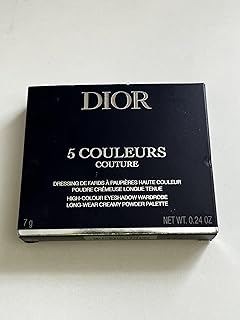 DIOR
5 COULEURS
COUTURE
DRESSING DE FARDS À PAUPIÈRES HAUTE COULEUR
POUDRE CRÉMEUSE LONGUE TENUE
HIGH-COLOUR EYESHADOW WARDROBE
LONG-WEAR CREAMY POWDER PALETTE
7 g
NET WT. 0.24 OZ